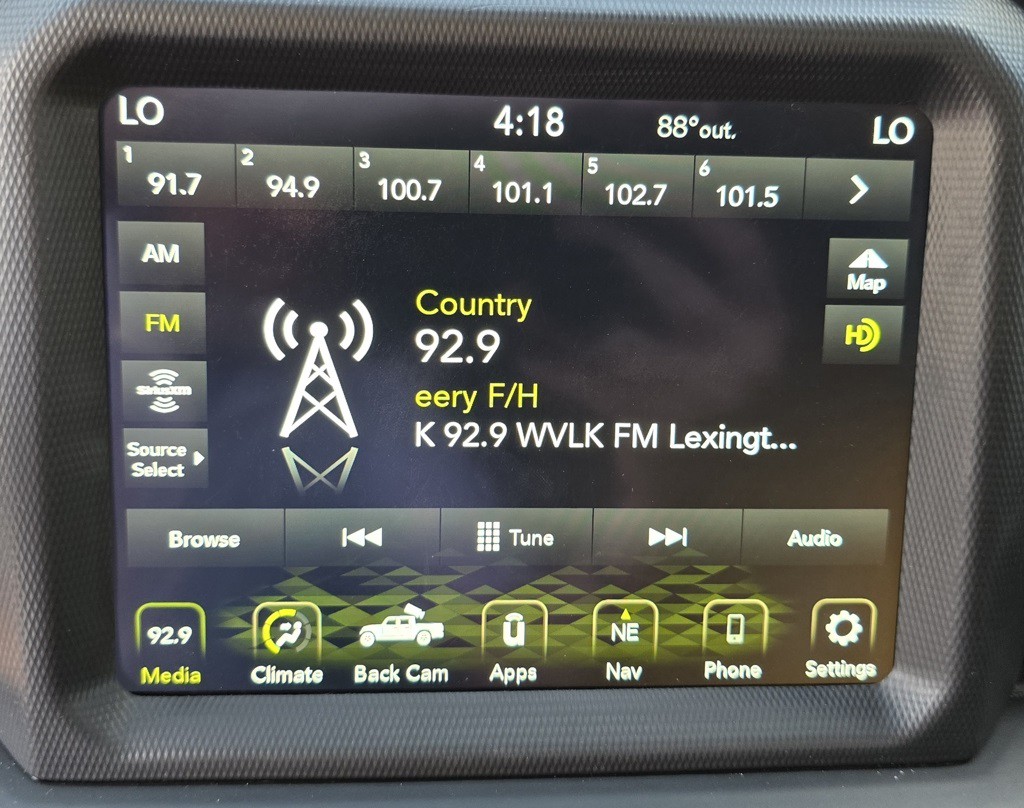 LO 4:18 88°out. LO
1 2 3 4 5 6
91.7 94.9 100.7 101.1 102.7 101.5
AM
FM
SiriusXM
Source
Select
Map
HD
Country
92.9
eery F/H
K 92.9 WVLK FM Lexingt...
Browse Tune Audio
92.9 NE
Media Climate Back Cam Apps Nav Phone Settings